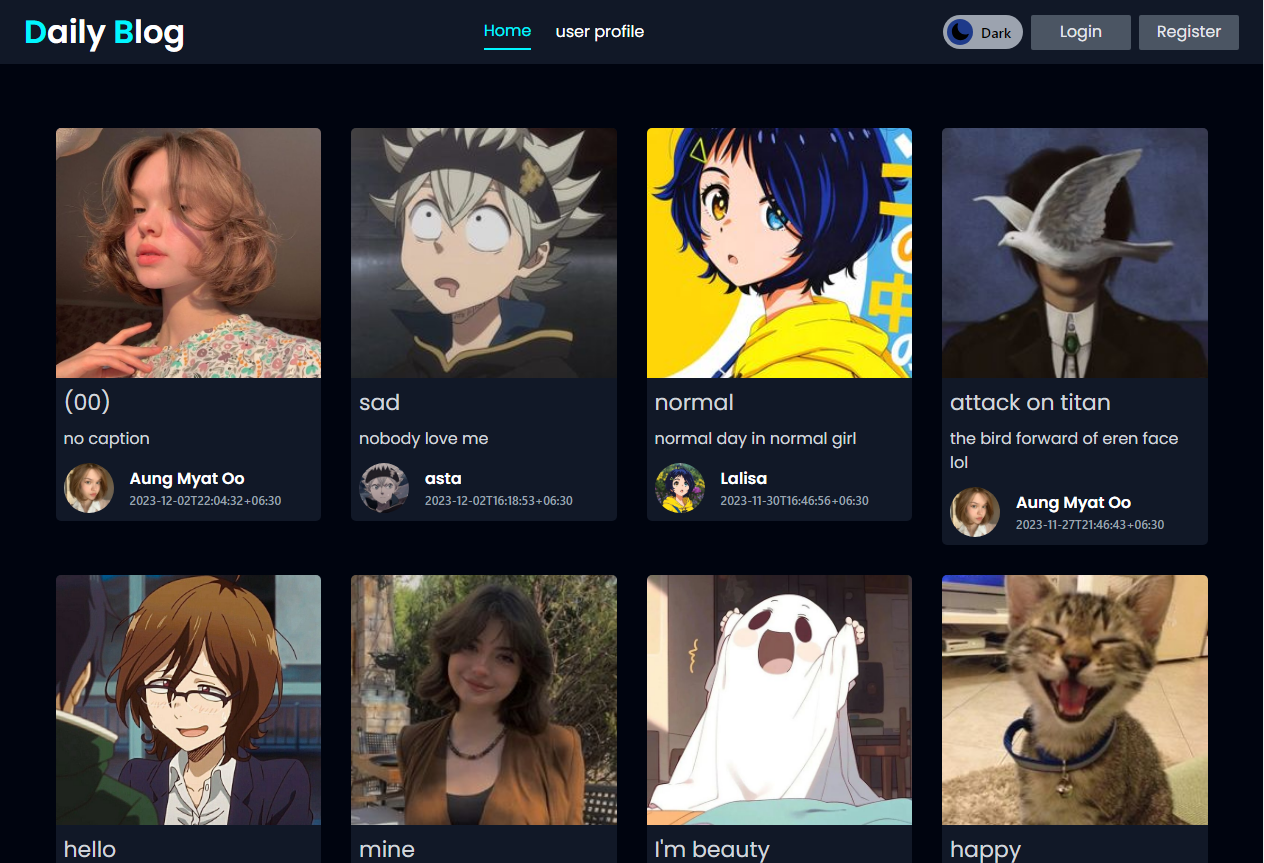 Daily Blog
Home
user profile
Dark
Login
Register
(00)
no caption
Aung Myat Oo
2023-12-02T22:04:32+06:30
sad
nobody love me
asta
2023-12-02T16:18:53+06:30
normal
normal day in normal girl
Lalisa
2023-11-30T16:46:56+06:30
attack on titan
the bird forward of eren face
lol
Aung Myat Oo
2023-11-27T21:46:43+06:30
hello
mine
I'm beauty
happy